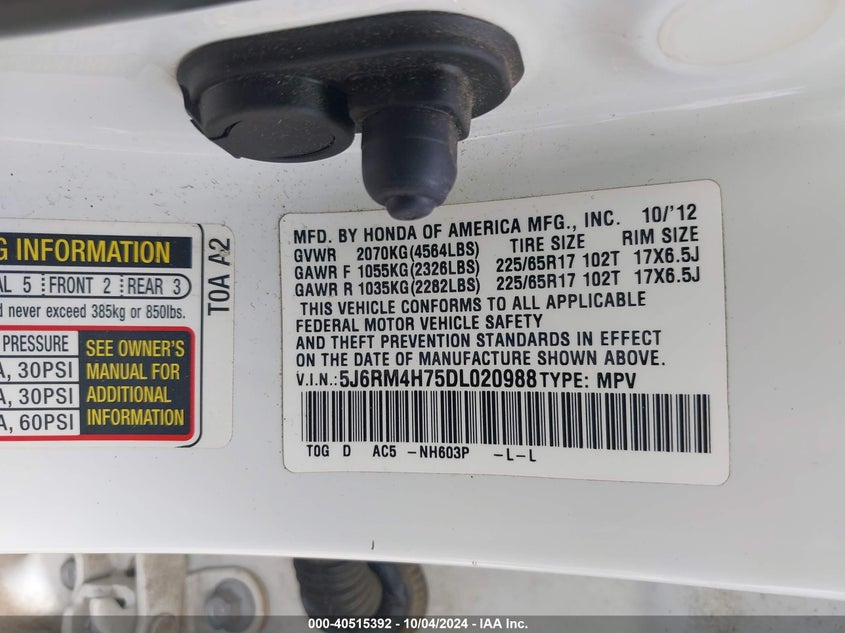 MFD. BY HONDA OF AMERICA MFG., INC. 10/'12
GVWR 2070KG(4564LBS) TIRE SIZE RIM SIZE
GAWR F 1055KG(2326LBS) 225/65R17 102T 17X6.5J
GAWR R 1035KG(2282LBS) 225/65R17 102T 17X6.5J
THIS VEHICLE CONFORMS TO ALL APPLICABLE
FEDERAL MOTOR VEHICLE SAFETY
AND THEFT PREVENTION STANDARDS IN EFFECT
ON THE DATE OF MANUFACTURE SHOWN ABOVE.
V.I.N.: 5J6RM4H75DL020988 TYPE: MPV
TOG D AC5 -NH603P -L-L
G INFORMATION
AL 5 FRONT 2 REAR 3
d never exceed 385kg or 850lbs.
PRESSURE
A, 30PSI
A, 30PSI
A, 60PSI
SEE OWNER'S
MANUAL FOR
ADDITIONAL
INFORMATION
TOA A2
000-40515392 - 10/04/2024 - IAA Inc.